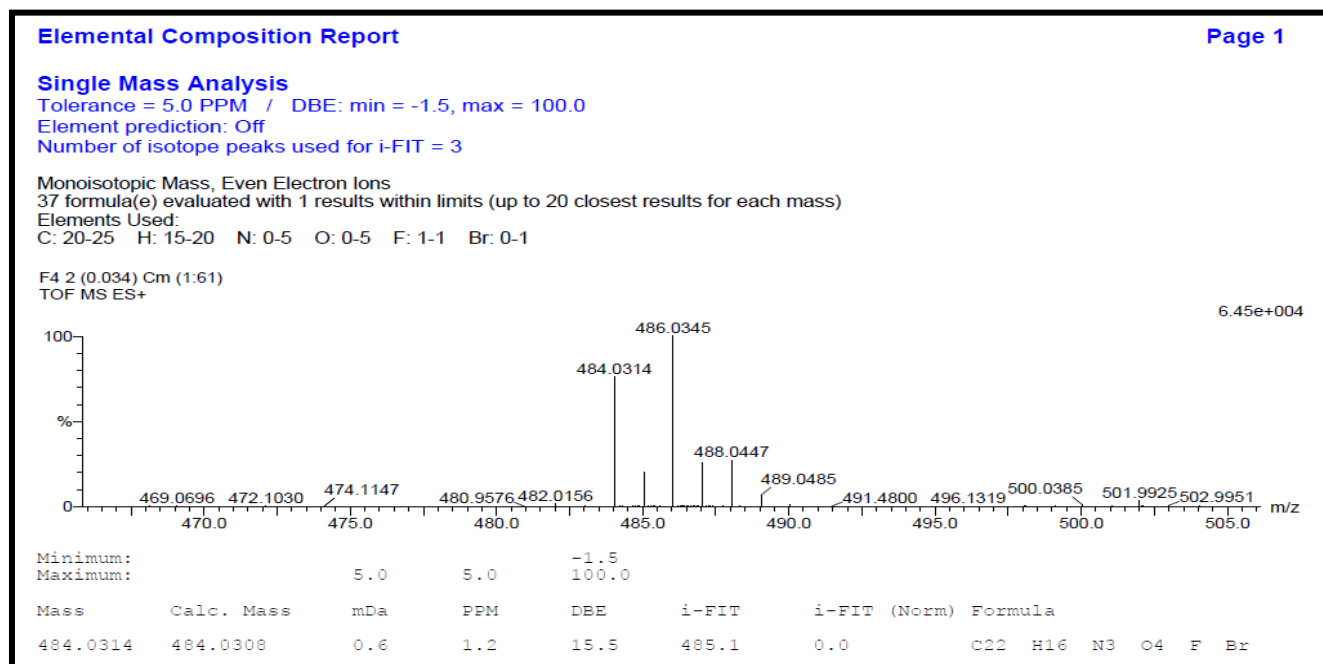 Elemental Composition Report Page 1
Single Mass Analysis
Tolerance = 5.0 PPM / DBE: min = -1.5, max = 100.0
Element prediction: Off
Number of isotope peaks used for i-FIT = 3
Monoisotopic Mass, Even Electron Ions
37 formula(e) evaluated with 1 results within limits (up to 20 closest results for each mass)
Elements Used:
C: 20-25 H: 15-20 N: 0-5 O: 0-5 F: 1-1 Br: 0-1
F4 2 (0.034) Cm (1:61)
TOF MS ES+
6.45e+004
100
486.0345
484.0314
%
488.0447
489.0485
469.0696 472.1030 474.1147 480.9576 482.0156 491.4800 496.1319 500.0385 501.9925 502.9951
0
m/z
470.0 475.0 480.0 485.0 490.0 495.0 500.0 505.0
Minimum: -1.5
Maximum: 5.0 5.0 100.0
Mass Calc. Mass mDa PPM DBE i-FIT i-FIT (Norm) Formula
484.0314 484.0308 0.6 1.2 15.5 485.1 0.0 C22 H16 N3 O4 F Br